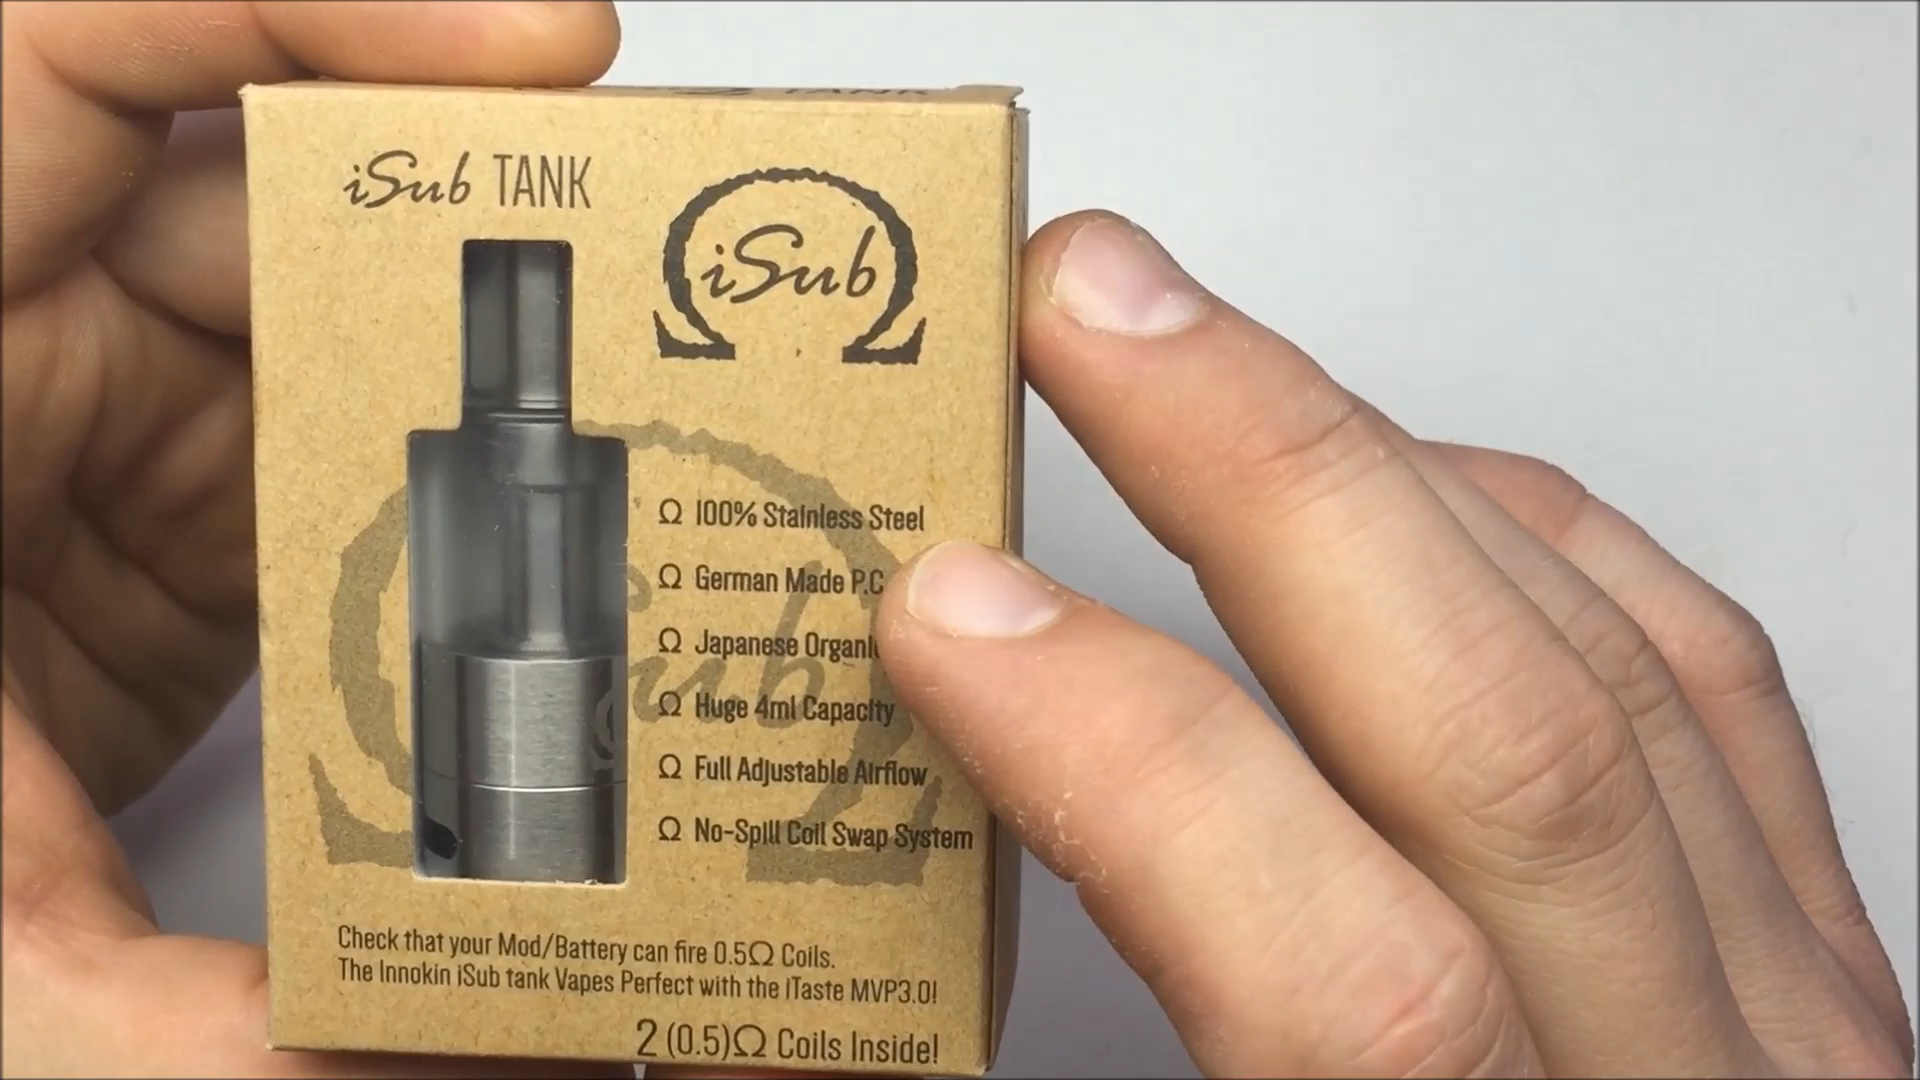 iSub TANK
iSub
Ω 100% Stainless Steel
Ω German Made P.C
Ω Japanese
Ω Huge 4ml Capacity
Ω Full Adjustable Airflow
Ω No-Spill Coil Swap System
Check that your Mod/Battery can fire 0.5Ω Coils.
The Innokin iSub tank Vapes Perfect with the iTaste MVP3.0!
2 (0.5)Ω Coils Inside!